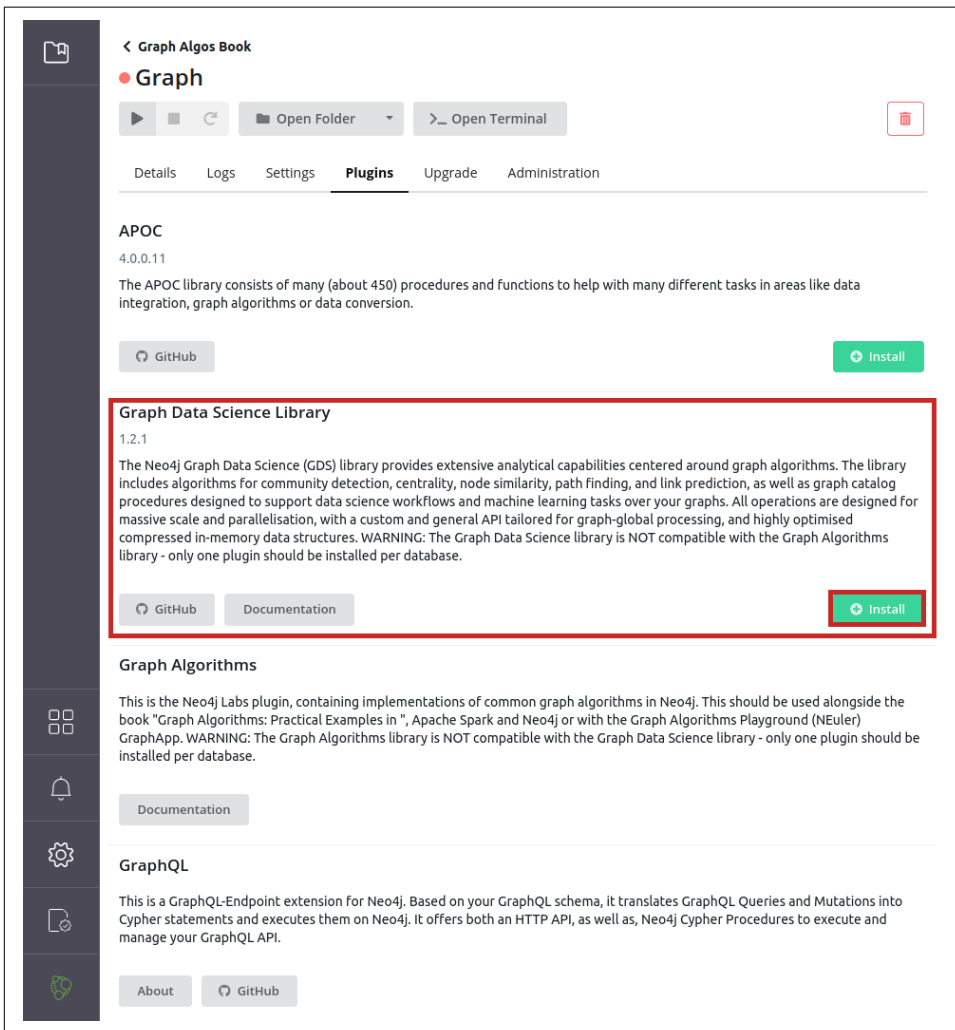 Graph Algos Book
Graph
Open Folder
>_ Open Terminal
Details Logs Settings Plugins Upgrade Administration
APOC
4.0.0.11
The APOC library consists of many (about 450) procedures and functions to help with many different tasks in areas like data
integration, graph algorithms or data conversion.
GitHub
Install
Graph Data Science Library
1.2.1
The Neo4j Graph Data Science (GDS) library provides extensive analytical capabilities centered around graph algorithms. The library
includes algorithms for community detection, centrality, node similarity, path finding, and link prediction, as well as graph catalog
procedures designed to support data science workflows and machine learning tasks over your graphs. All operations are designed for
massive scale and parallelisation, with a custom and general API tailored for graph-global processing, and highly optimised
compressed in-memory data structures. WARNING: The Graph Data Science library is NOT compatible with the Graph Algorithms
library - only one plugin should be installed per database.
GitHub
Documentation
Install
Graph Algorithms
This is the Neo4j Labs plugin, containing implementations of common graph algorithms in Neo4j. This should be used alongside the
book "Graph Algorithms: Practical Examples in ", Apache Spark and Neo4j or with the Graph Algorithms Playground (NEuler)
GraphApp. WARNING: The Graph Algorithms library is NOT compatible with the Graph Data Science library - only one plugin should be
installed per database.
Documentation
GraphQL
This is a GraphQL-Endpoint extension for Neo4j. Based on your GraphQL schema, it translates GraphQL Queries and Mutations into
Cypher statements and executes them on Neo4j. It offers both an HTTP API, as well as, Neo4j Cypher Procedures to execute and
manage your GraphQL API.
About
GitHub